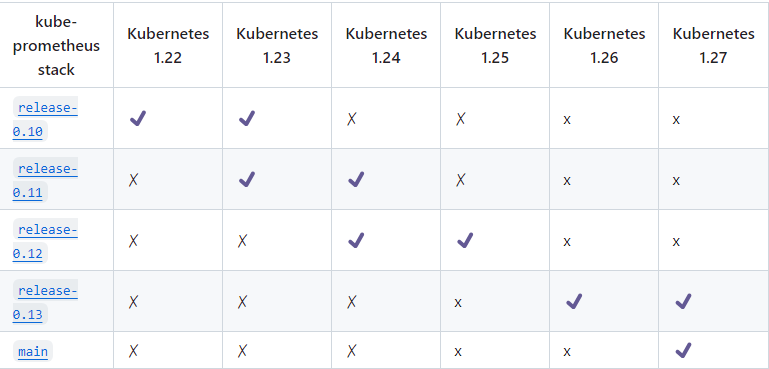 kube-prometheus stack Kubernetes 1.22 Kubernetes 1.23 Kubernetes 1.24 Kubernetes 1.25 Kubernetes 1.26 Kubernetes 1.27
release-0.10 ✔ ✔ ✗ ✗ x x
release-0.11 ✗ ✔ ✔ ✗ x x
release-0.12 ✗ ✗ ✔ ✔ x x
release-0.13 ✗ ✗ ✗ x ✔ ✔
main ✗ ✗ ✗ x x ✔